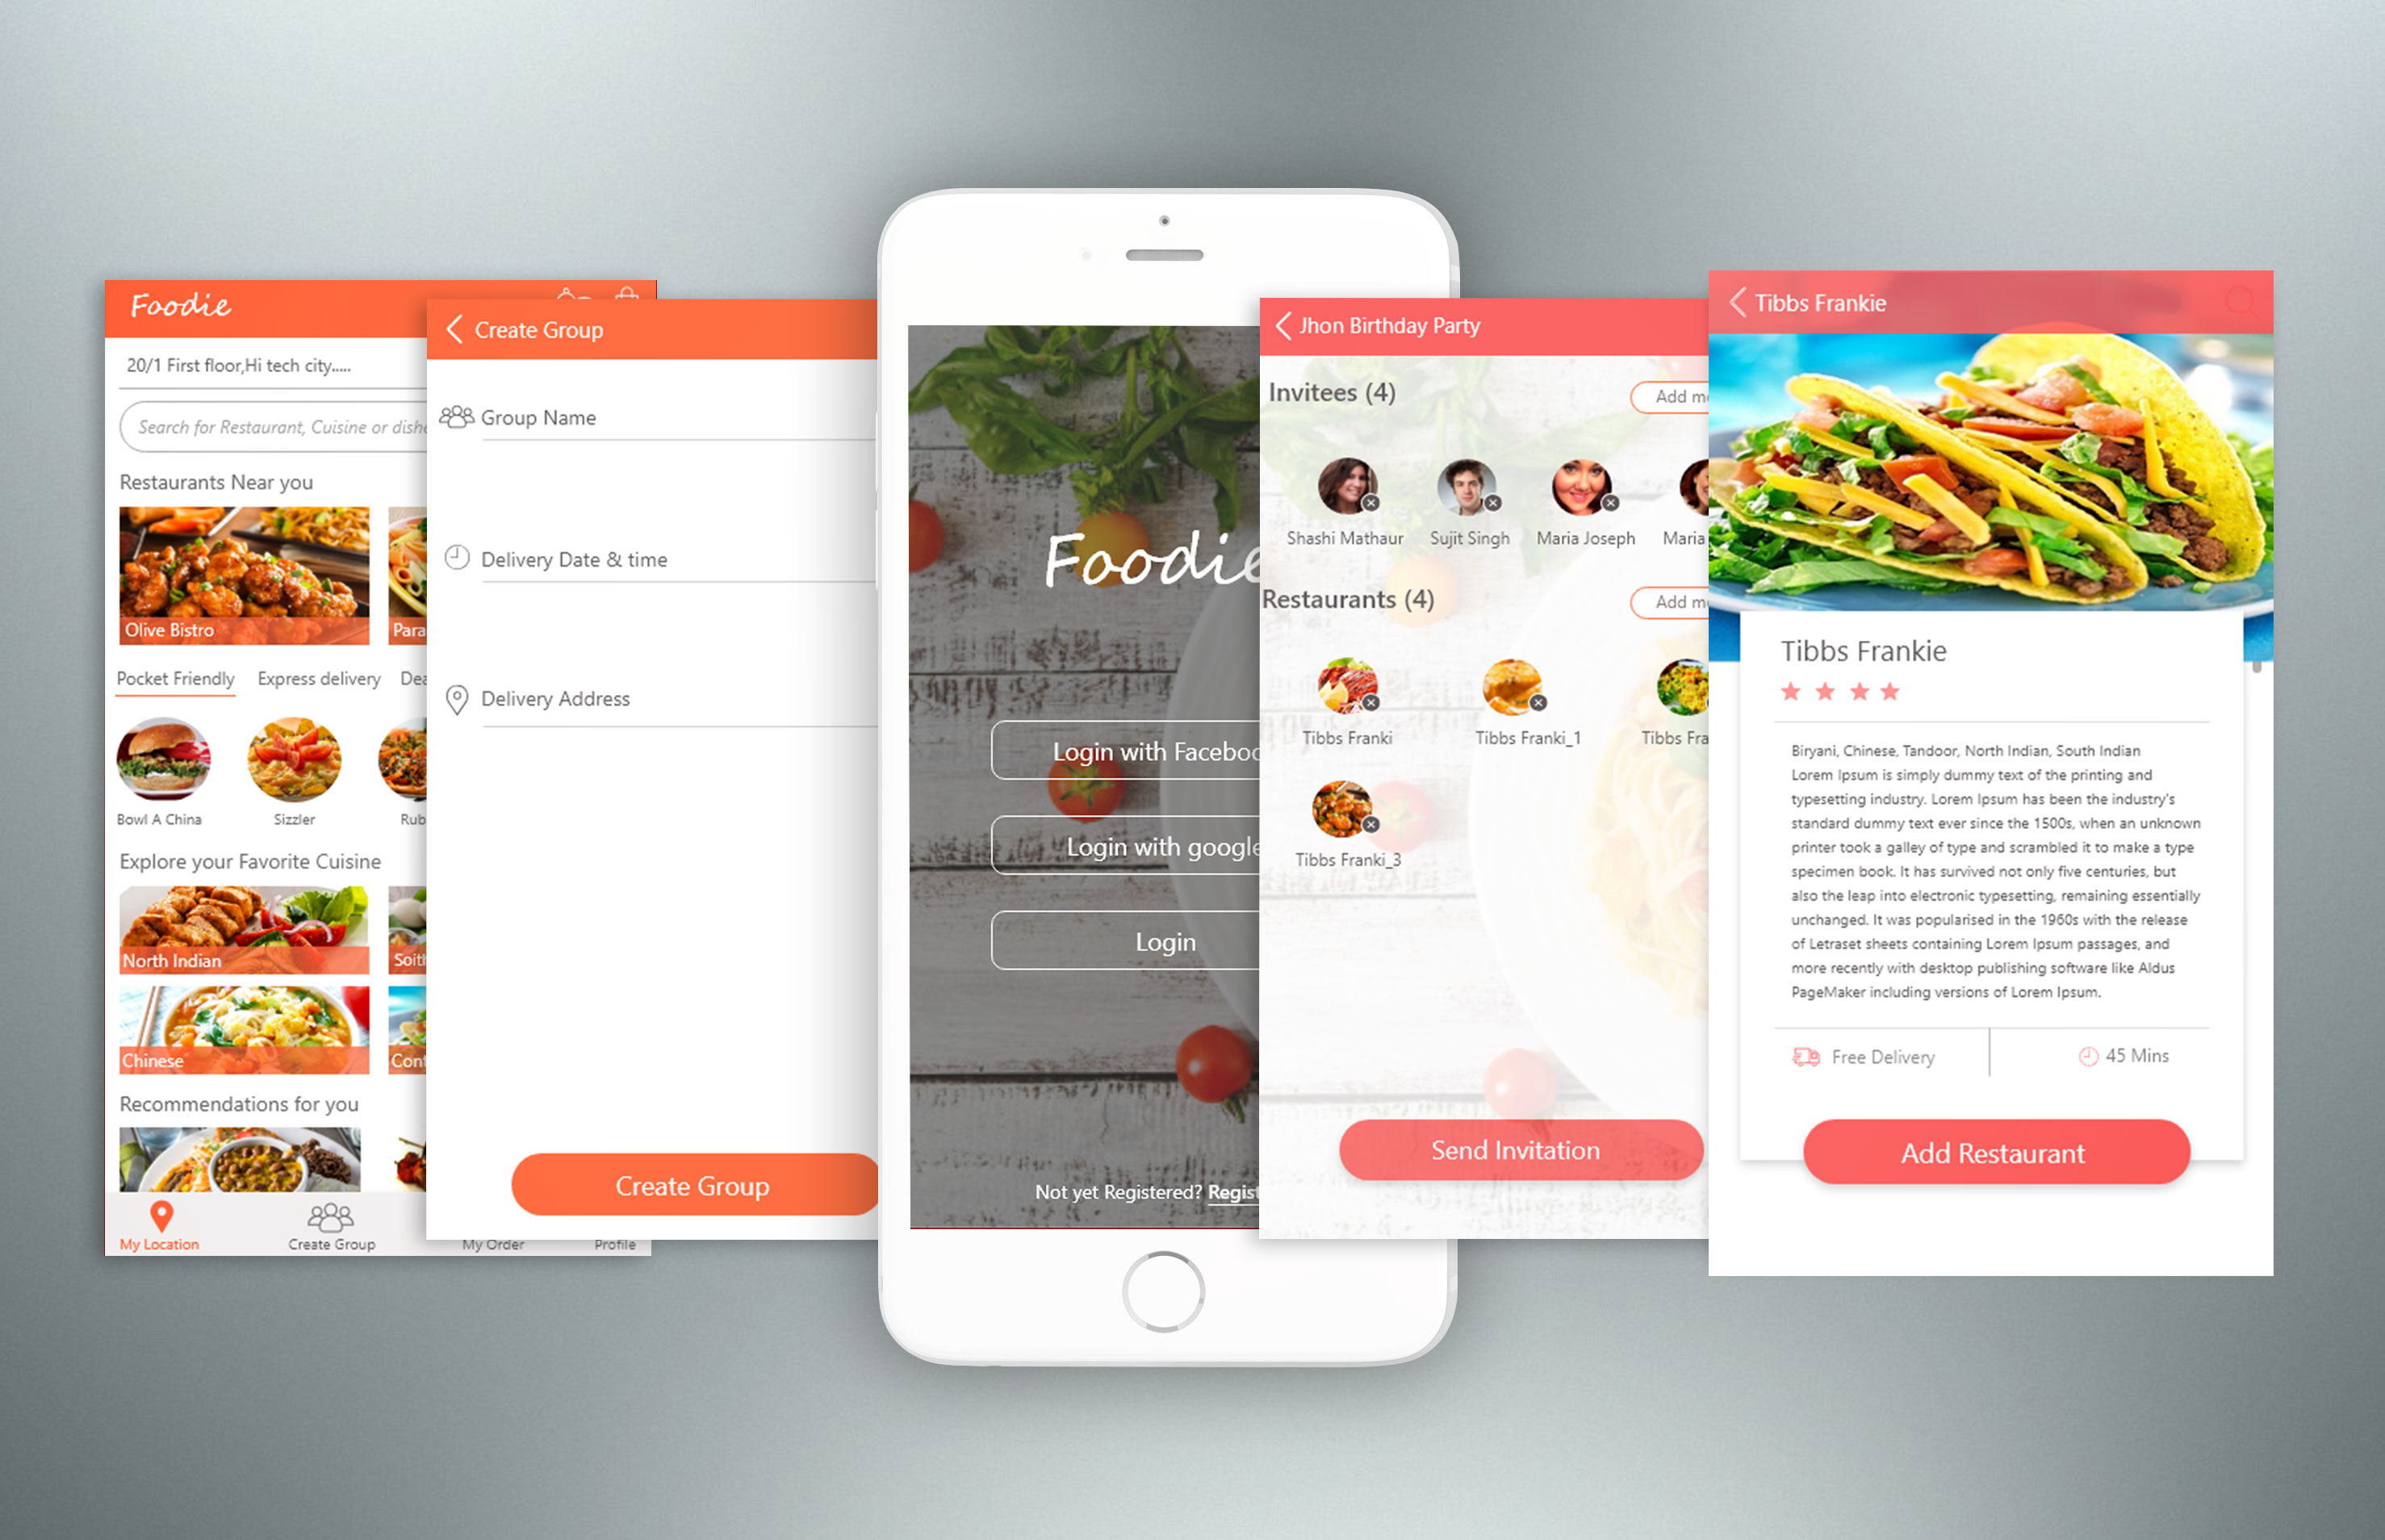 Foodie
20/1 First floor,Hi tech city.....
Search for Restaurant, Cuisine or dishe
Restaurants Near you
Olive Bistro
Para
Pocket Friendly
Express delivery
Dea
Bowl A China
Sizzler
Rub
Explore your Favorite Cuisine
North Indian
Soith
Chinese
Cont
Recommendations for you
My Location
Create Group
My Order
Profile
Create Group
Group Name
Delivery Date & time
Delivery Address
Create Group
Foodie
Login with Faceboo
Login with google
Login
Not yet Registered? Regist
Jhon Birthday Party
Invitees (4)
Add mo
Shashi Mathaur
Sujit Singh
Maria Joseph
Maria
Restaurants (4)
Add mo
Tibbs Franki
Tibbs Franki_1
Tibbs Fra
Tibbs Franki_3
Send Invitation
Tibbs Frankie
Tibbs Frankie
Biryani, Chinese, Tandoor, North Indian, South Indian
Lorem Ipsum is simply dummy text of the printing and
typesetting industry. Lorem Ipsum has been the industry's
standard dummy text ever since the 1500s, when an unknown
printer took a galley of type and scrambled it to make a type
specimen book. It has survived not only five centuries, but
also the leap into electronic typesetting, remaining essentially
unchanged. It was popularised in the 1960s with the release
of Letraset sheets containing Lorem Ipsum passages, and
more recently with desktop publishing software like Aldus
PageMaker including versions of Lorem Ipsum.
Free Delivery
45 Mins
Add Restaurant